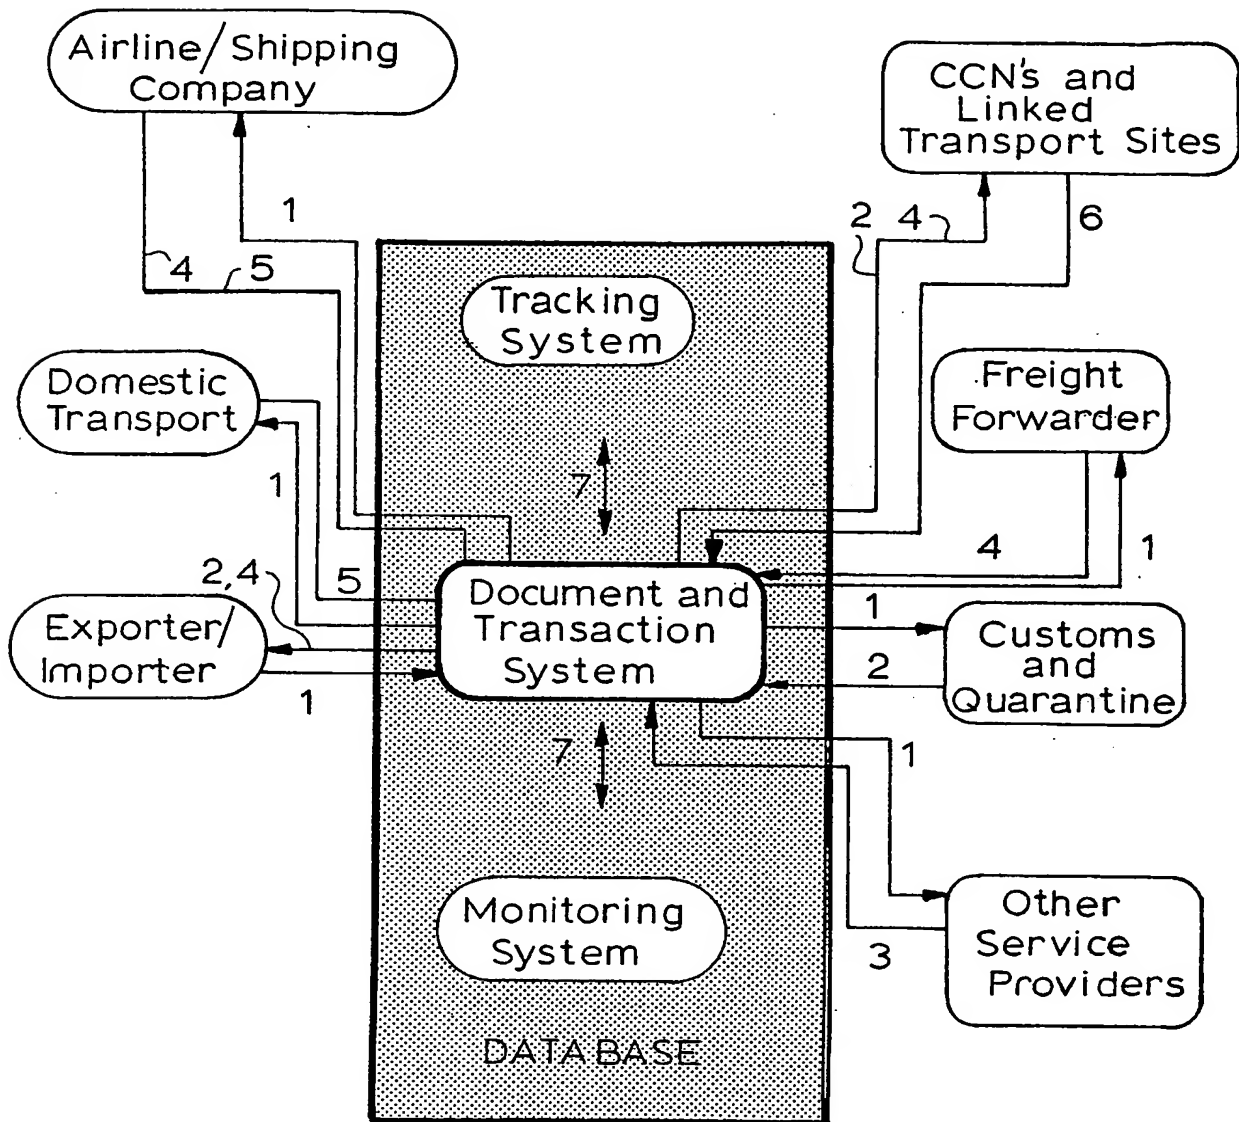 Airline/Shipping
Company
CCN's and
Linked
Transport Sites
1
2
4
6
4
5
Tracking
System
Domestic
Transport
Freight
Forwarder
1
7
4
1
2,4
5
Document and
Transaction
System
1
Exporter/
Importer
Customs
and
Quarantine
1
2
7
1
Monitoring
System
Other
Service
Providers
3
DATABASE